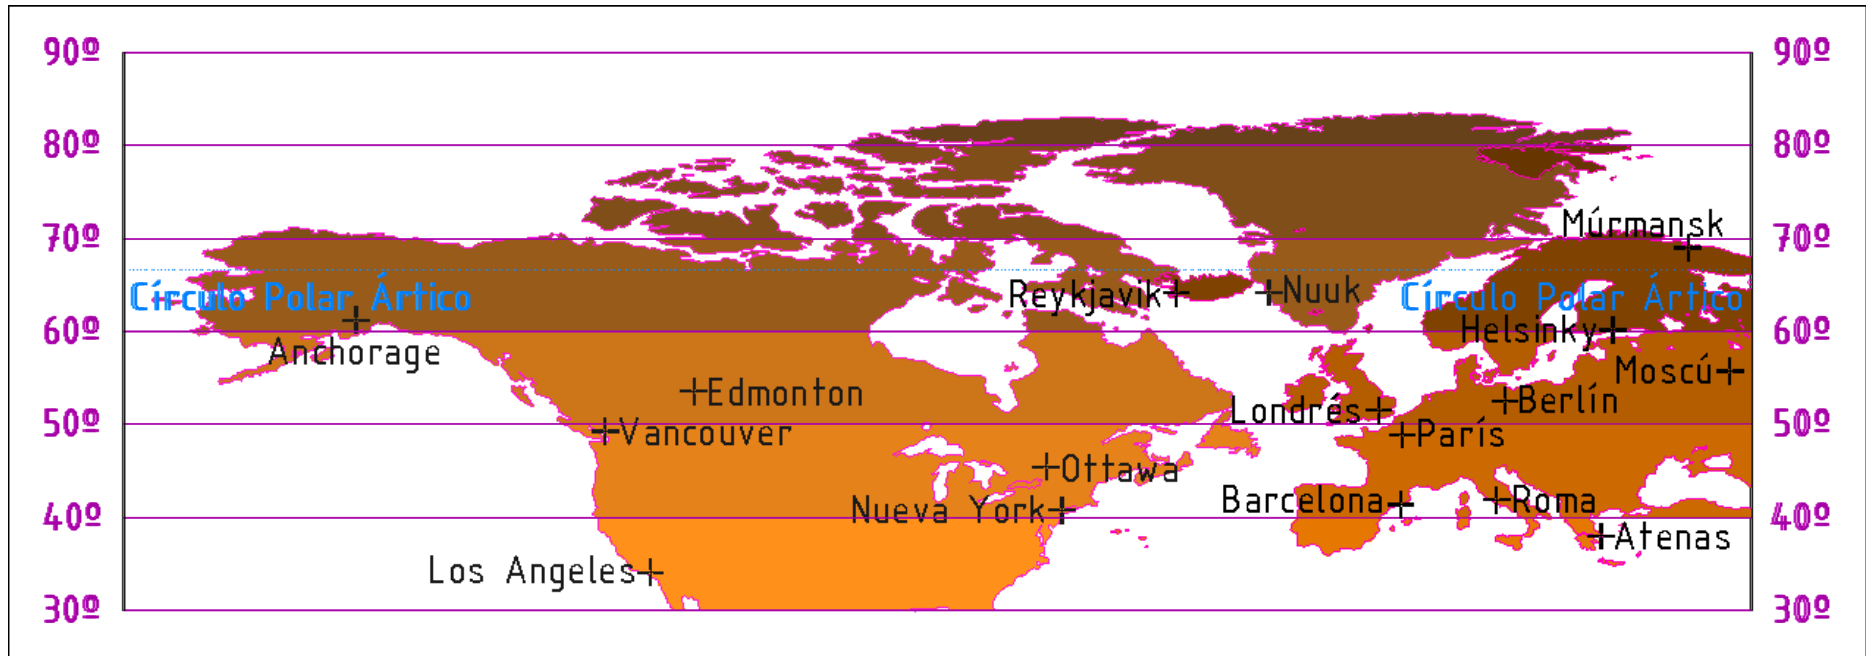 90º 90º
80º 80º
Múrmansk
70º 70º
Reykjavik Nuuk
Círculo Polar Ártico Círculo Polar Ártico
60º Helsinky 60º
Anchorage
Moscú
Edmonton Berlín
Londrés
50º 50º
Vancouver París
Ottawa
Barcelona Roma
Nueva York
40º 40º
Atenas
Los Angeles
30º 30º